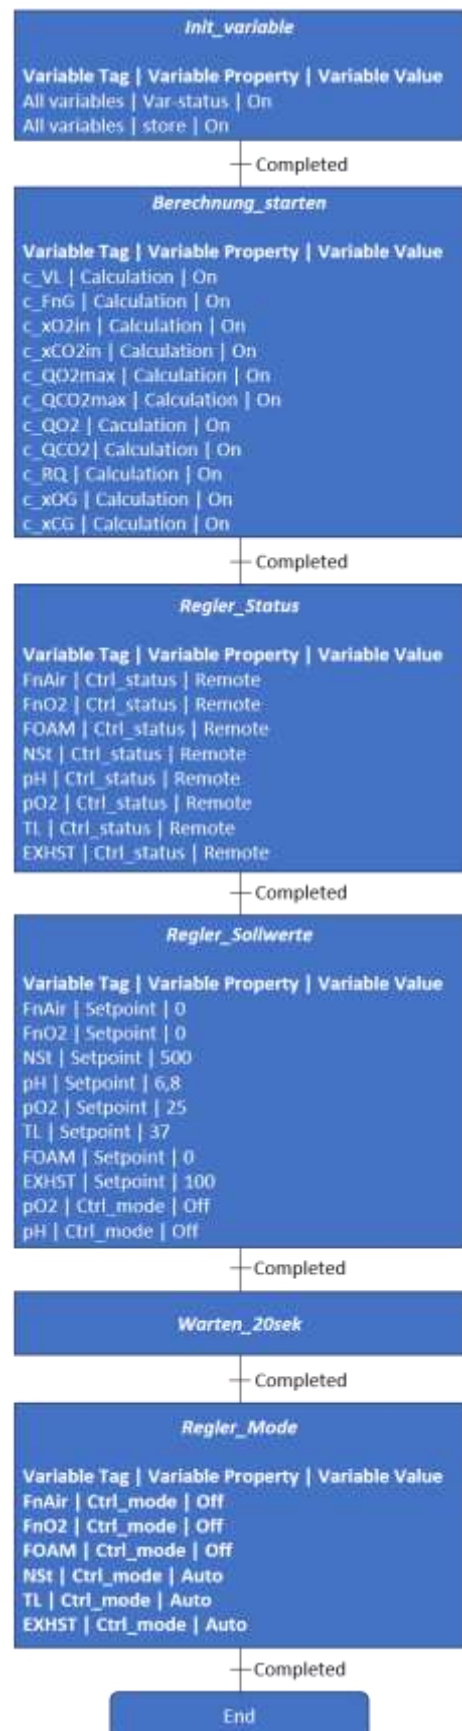 Init_variable
Variable Tag | Variable Property | Variable Value
All variables | Var-status | On
All variables | store | On
Completed
Berechnung_starten
Variable Tag | Variable Property | Variable Value
c_VL | Calculation | On
c_FnG | Calculation | On
c_xO2in | Calculation | On
c_xCO2in | Calculation | On
c_QO2max | Calculation | On
c_QCO2max | Calculation | On
c_QO2 | Caculation | On
c_QCO2| Calculation | On
c_RQ | Calculation | On
c_xOG | Calculation | On
c_xCG | Calculation | On
Completed
Regler_Status
Variable Tag | Variable Property | Variable Value
FnAir | Ctrl_status | Remote
FnO2 | Ctrl_status | Remote
FOAM | Ctrl_status | Remote
NSt | Ctrl_status | Remote
pH | Ctrl_status | Remote
pO2 | Ctrl_status | Remote
TL | Ctrl_status | Remote
EXHST | Ctrl_status | Remote
Completed
Regler_Sollwerte
Variable Tag | Variable Property | Variable Value
FnAir | Setpoint | 0
FnO2 | Setpoint | 0
NSt | Setpoint | 500
pH | Setpoint | 6,8
pO2 | Setpoint | 25
TL | Setpoint | 37
FOAM | Setpoint | 0
EXHST | Setpoint | 100
pO2 | Ctrl_mode | Off
pH | Ctrl_mode | Off
Completed
Warten_20sek
Completed
Regler_Mode
Variable Tag | Variable Property | Variable Value
FnAir | Ctrl_mode | Off
FnO2 | Ctrl_mode | Off
FOAM | Ctrl_mode | Off
NSt | Ctrl_mode | Auto
TL | Ctrl_mode | Auto
EXHST | Ctrl_mode | Auto
Completed
End